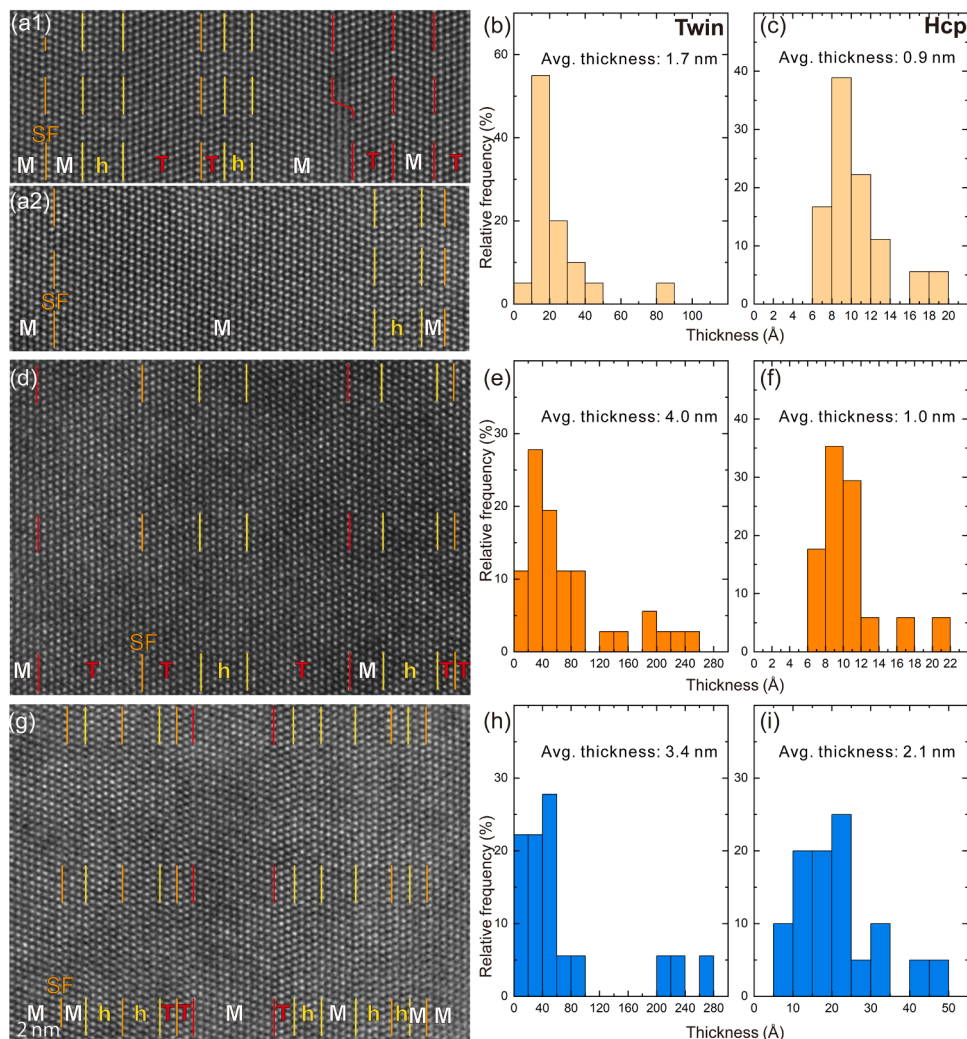 (a1)
SF
M M h T T h M T M T
(a2)
SF
M M h M
(b) Twin
Avg. thickness: 1.7 nm
Relative frequency (%)
60
40
20
0
0 20 40 60 80 100
Thickness (Å)
(c) Hcp
Avg. thickness: 0.9 nm
40
30
20
10
0
0 2 4 6 8 10 12 14 16 18 20
Thickness (Å)
(d)
SF
M T T h T M h T T
(e)
Avg. thickness: 4.0 nm
Relative frequency (%)
30
20
10
0
0 40 80 120 160 200 240 280
Thickness (Å)
(f)
Avg. thickness: 1.0 nm
40
30
20
10
0
0 2 4 6 8 10 12 14 16 18 20 22
Thickness (Å)
(g)
SF
M M h h T T M T h M h h M M
2 nm
(h)
Avg. thickness: 3.4 nm
Relative frequency (%)
30
20
10
0
0 40 80 120 160 200 240 280
Thickness (Å)
(i)
Avg. thickness: 2.1 nm
30
20
10
0
0 10 20 30 40 50
Thickness (Å)